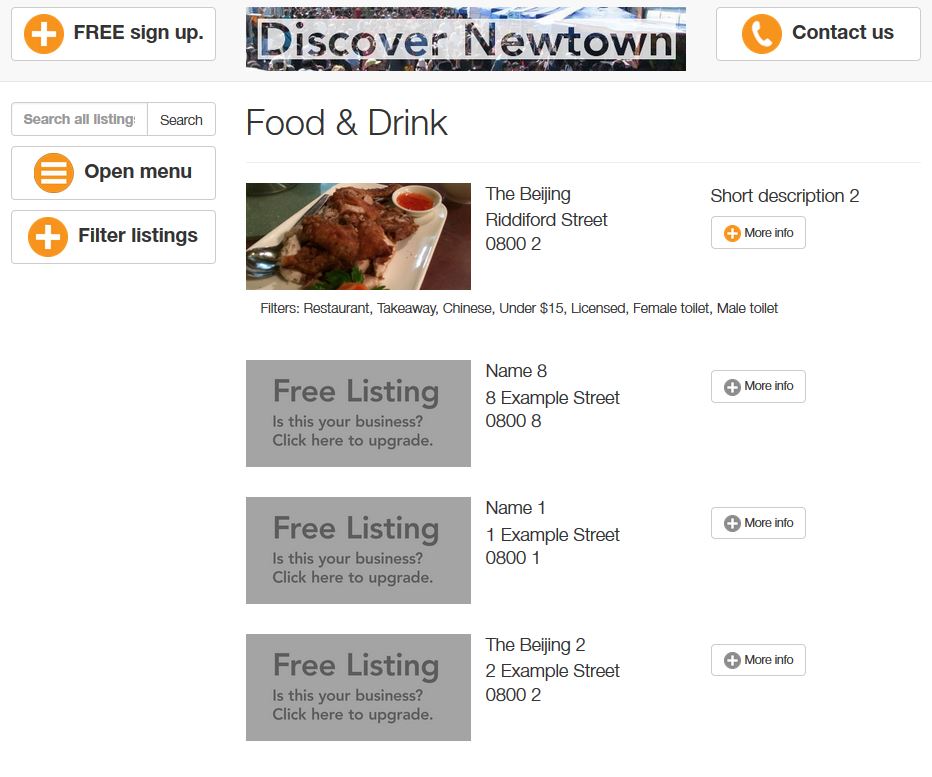 FREE sign up.
Discover Newtown
Contact us
Search all listing
Search
Open menu
Filter listings
Food & Drink
The Beijing
Riddiford Street
0800 2
Short description 2
More info
Filters: Restaurant, Takeaway, Chinese, Under $15, Licensed, Female toilet, Male toilet
Free Listing
Is this your business?
Click here to upgrade.
Name 8
8 Example Street
0800 8
More info
Free Listing
Is this your business?
Click here to upgrade.
Name 1
1 Example Street
0800 1
More info
Free Listing
Is this your business?
Click here to upgrade.
The Beijing 2
2 Example Street
0800 2
More info